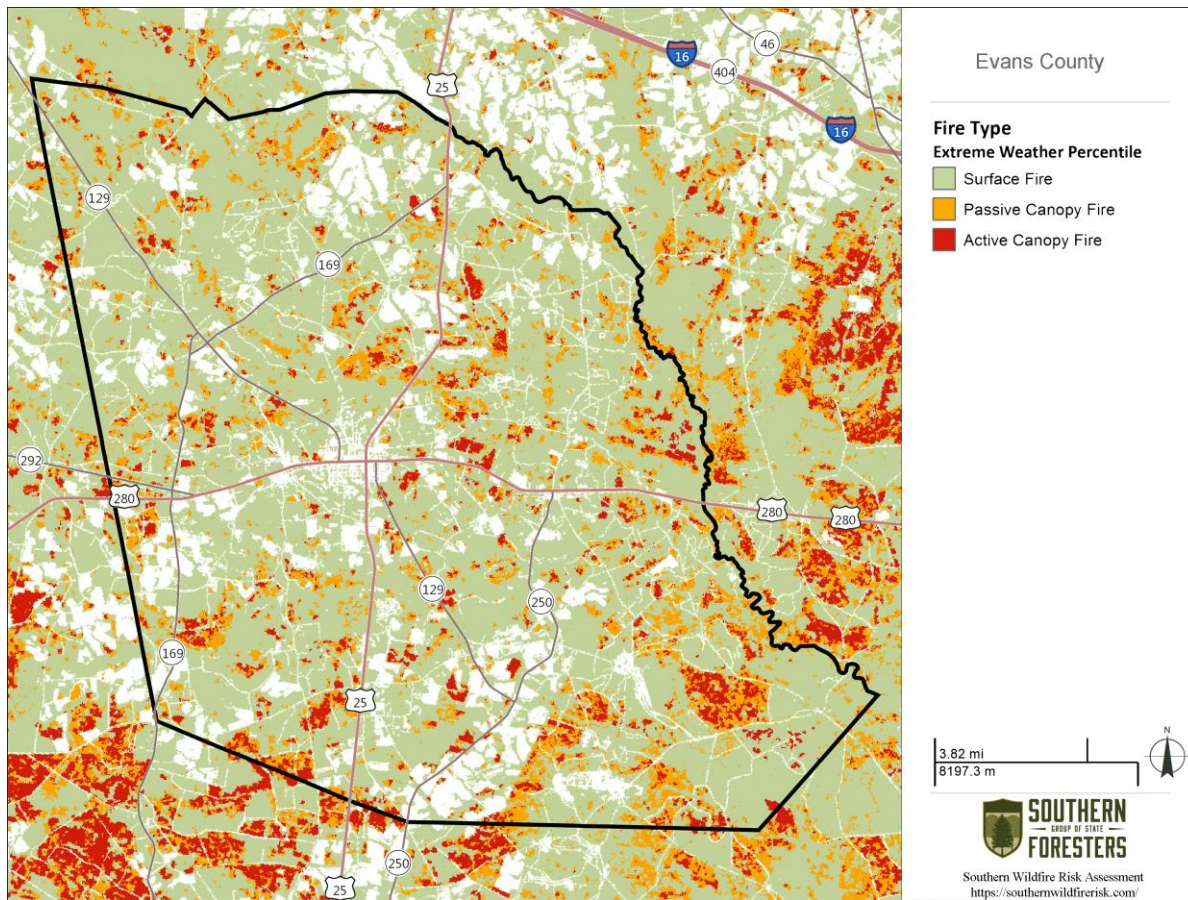 46
16
404
25
16
129
169
292
280
280
280
129
250
169
25
250
25
Evans County
Fire Type
Extreme Weather Percentile
Surface Fire
Passive Canopy Fire
Active Canopy Fire
N
3.82 mi
8197.3 m
SOUTHERN
GROUP OF STATE
FORESTERS
Southern Wildfire Risk Assessment
https://southernwildfirerisk.com/